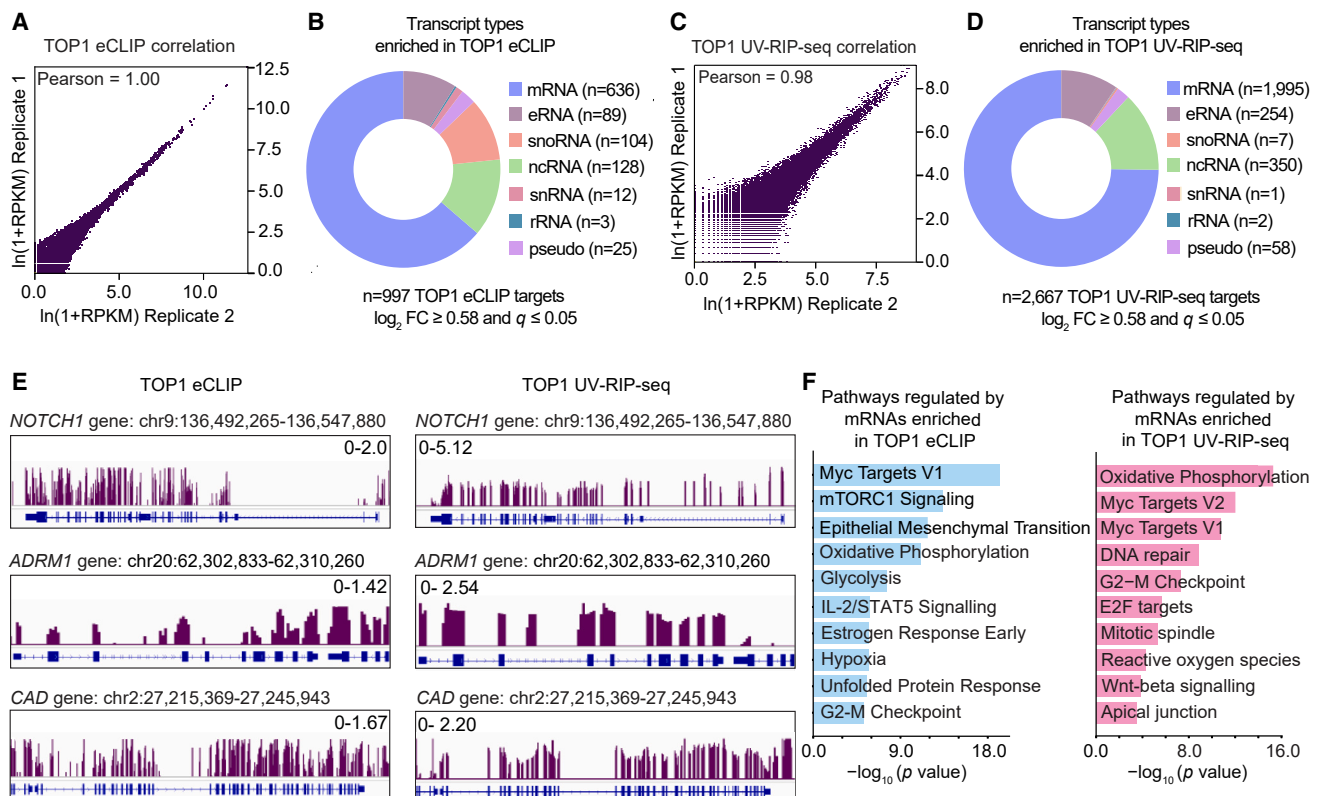 A
TOP1 eCLIP correlation
Pearson = 1.00
ln(1+RPKM) Replicate 1
12.5
10.0
7.5
5.0
2.5
0.0
0.0 5.0 10.0
ln(1+RPKM) Replicate 2
B
Transcript types
enriched in TOP1 eCLIP
mRNA (n=636)
eRNA (n=89)
snoRNA (n=104)
ncRNA (n=128)
snRNA (n=12)
rRNA (n=3)
pseudo (n=25)
n=997 TOP1 eCLIP targets
log2 FC ≥ 0.58 and q ≤ 0.05
C
TOP1 UV-RIP-seq correlation
Pearson = 0.98
ln(1+RPKM) Replicate 1
8.0
6.0
4.0
2.0
0.0
0.0 2.5 5.0 7.5
ln(1+RPKM) Replicate 2
D
Transcript types
enriched in TOP1 UV-RIP-seq
mRNA (n=1,995)
eRNA (n=254)
snoRNA (n=7)
ncRNA (n=350)
snRNA (n=1)
rRNA (n=2)
pseudo (n=58)
n=2,667 TOP1 UV-RIP-seq targets
log2 FC ≥ 0.58 and q ≤ 0.05
E
TOP1 eCLIP
NOTCH1 gene: chr9:136,492,265-136,547,880
0-2.0
ADRM1 gene: chr20:62,302,833-62,310,260
0-1.42
CAD gene: chr2:27,215,369-27,245,943
0-1.67
TOP1 UV-RIP-seq
NOTCH1 gene: chr9:136,492,265-136,547,880
0-5.12
ADRM1 gene: chr20:62,302,833-62,310,260
0- 2.54
CAD gene: chr2:27,215,369-27,245,943
0- 2.20
F
Pathways regulated by
mRNAs enriched
in TOP1 eCLIP
Myc Targets V1
mTORC1 Signaling
Epithelial Mesenchymal Transition
Oxidative Phosphorylation
Glycolysis
IL-2/STAT5 Signalling
Estrogen Response Early
Hypoxia
Unfolded Protein Response
G2-M Checkpoint
0.0 9.0 18.0
−log10 (p value)
Pathways regulated by
mRNAs enriched
in TOP1 UV-RIP-seq
Oxidative Phosphorylation
Myc Targets V2
Myc Targets V1
DNA repair
G2−M Checkpoint
E2F targets
Mitotic spindle
Reactive oxygen species
Wnt-beta signalling
Apical junction
0.0 8.0 16.0
−log10 (p value)